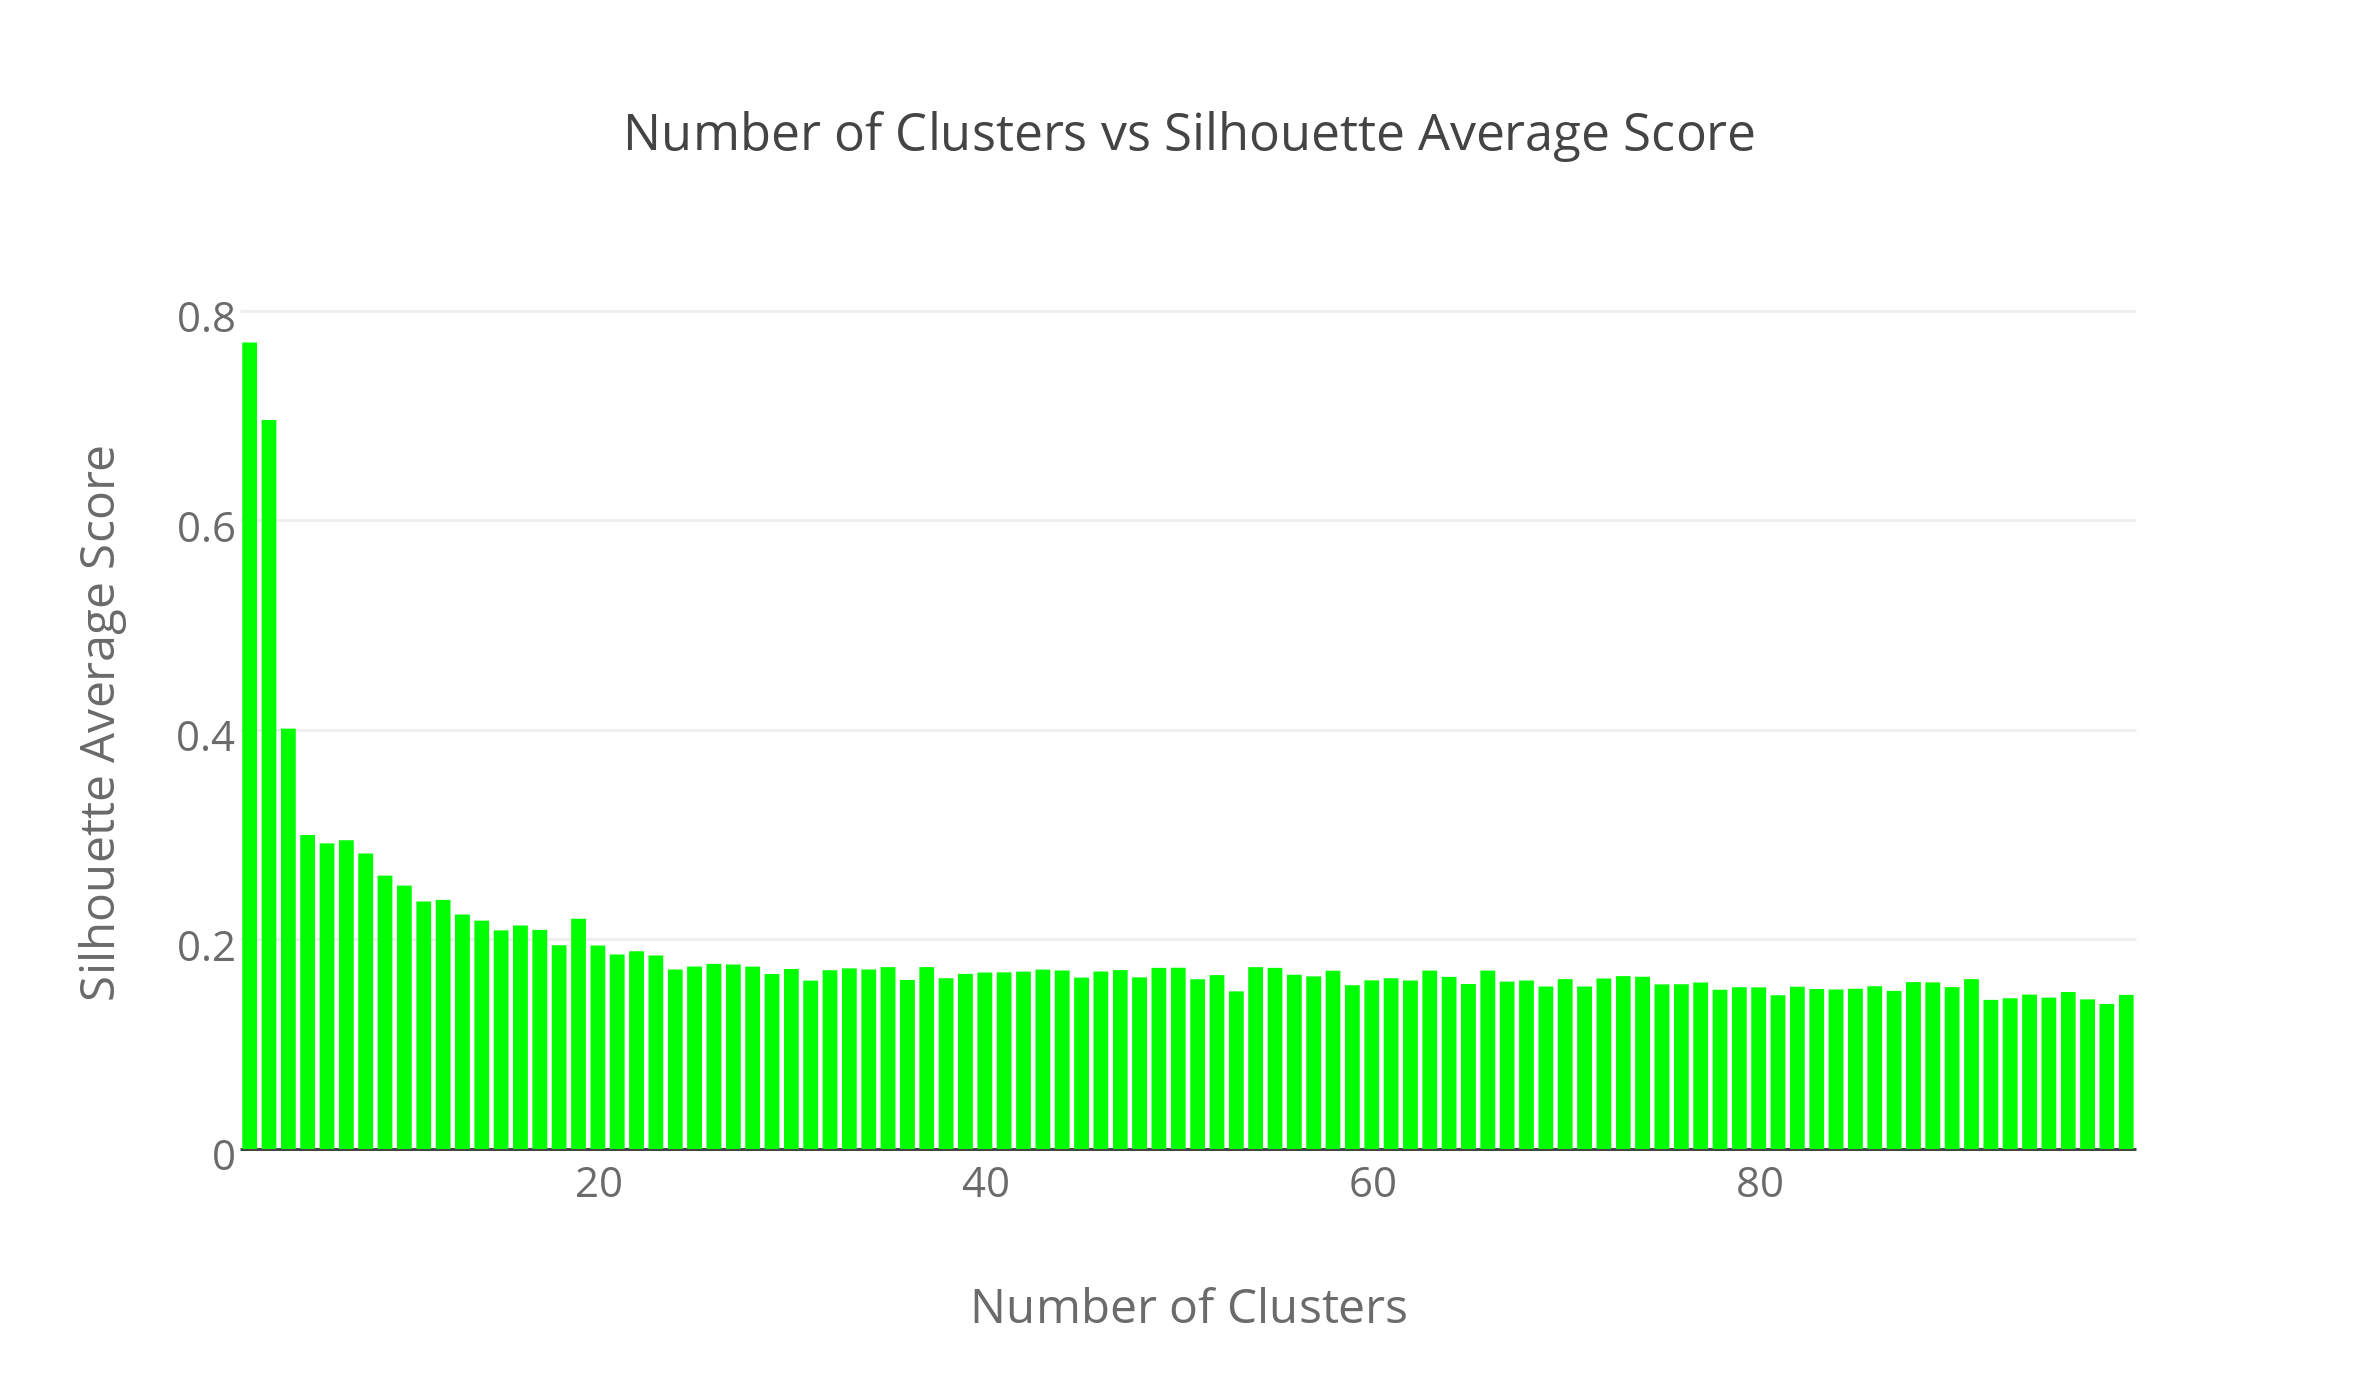 Number of Clusters vs Silhouette Average Score
Silhouette Average Score
0.8
0.6
0.4
0.2
0
20 40 60 80
Number of Clusters